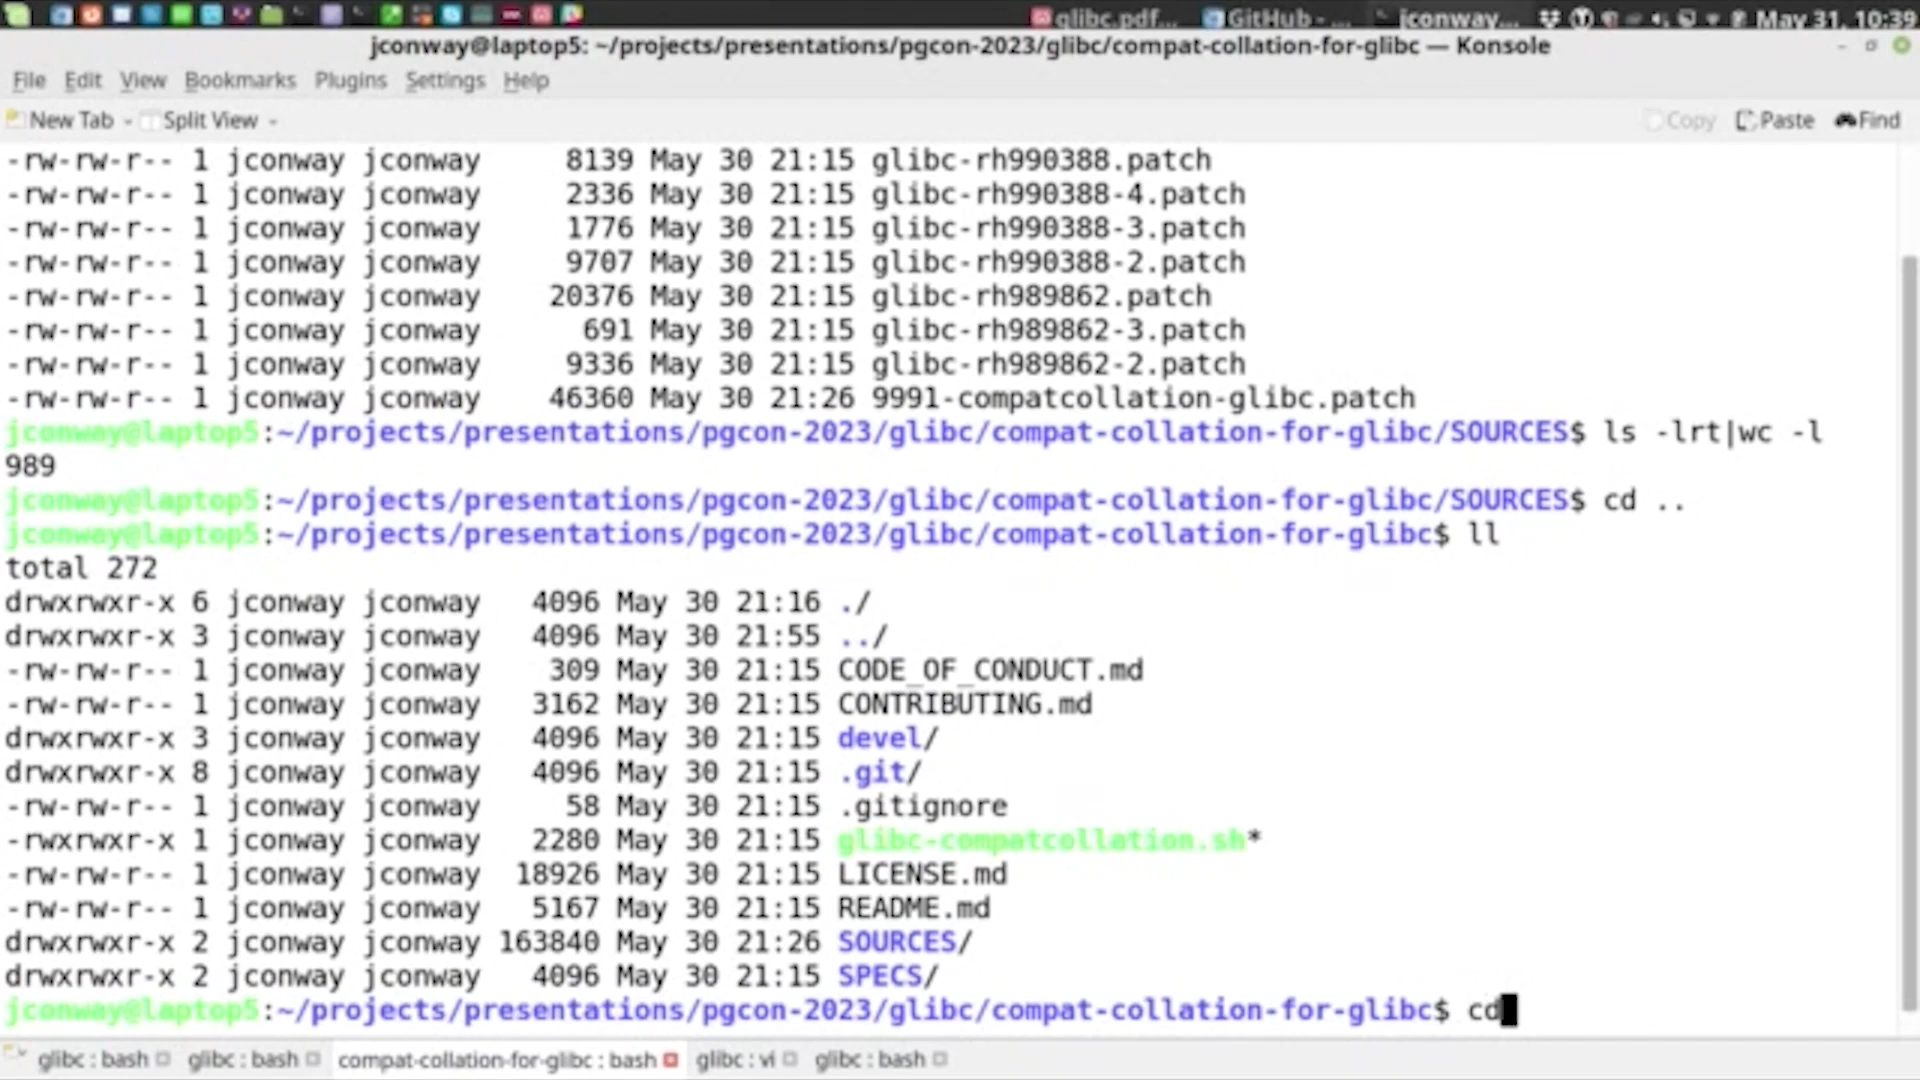 glibc.pdf... GitHub - ... jconway... May 31, 10:39
jconway@laptop5: ~/projects/presentations/pgcon-2023/glibc/compat-collation-for-glibc — Konsole
File Edit View Bookmarks Plugins Settings Help
New Tab Split View Copy Paste Find
-rw-rw-r-- 1 jconway jconway 8139 May 30 21:15 glibc-rh990388.patch
-rw-rw-r-- 1 jconway jconway 2336 May 30 21:15 glibc-rh990388-4.patch
-rw-rw-r-- 1 jconway jconway 1776 May 30 21:15 glibc-rh990388-3.patch
-rw-rw-r-- 1 jconway jconway 9707 May 30 21:15 glibc-rh990388-2.patch
-rw-rw-r-- 1 jconway jconway 20376 May 30 21:15 glibc-rh989862.patch
-rw-rw-r-- 1 jconway jconway 691 May 30 21:15 glibc-rh989862-3.patch
-rw-rw-r-- 1 jconway jconway 9336 May 30 21:15 glibc-rh989862-2.patch
-rw-rw-r-- 1 jconway jconway 46360 May 30 21:26 9991-compatcollation-glibc.patch
jconway@laptop5:~/projects/presentations/pgcon-2023/glibc/compat-collation-for-glibc/SOURCES$ ls -lrt|wc -l
989
jconway@laptop5:~/projects/presentations/pgcon-2023/glibc/compat-collation-for-glibc/SOURCES$ cd ..
jconway@laptop5:~/projects/presentations/pgcon-2023/glibc/compat-collation-for-glibc$ ll
total 272
drwxrwxr-x 6 jconway jconway 4096 May 30 21:16 ./
drwxrwxr-x 3 jconway jconway 4096 May 30 21:55 ../
-rw-rw-r-- 1 jconway jconway 309 May 30 21:15 CODE_OF_CONDUCT.md
-rw-rw-r-- 1 jconway jconway 3162 May 30 21:15 CONTRIBUTING.md
drwxrwxr-x 3 jconway jconway 4096 May 30 21:15 devel/
drwxrwxr-x 8 jconway jconway 4096 May 30 21:15 .git/
-rw-rw-r-- 1 jconway jconway 58 May 30 21:15 .gitignore
-rwxrwxr-x 1 jconway jconway 2280 May 30 21:15 glibc-compatcollation.sh*
-rw-rw-r-- 1 jconway jconway 18926 May 30 21:15 LICENSE.md
-rw-rw-r-- 1 jconway jconway 5167 May 30 21:15 README.md
drwxrwxr-x 2 jconway jconway 163840 May 30 21:26 SOURCES/
drwxrwxr-x 2 jconway jconway 4096 May 30 21:15 SPECS/
jconway@laptop5:~/projects/presentations/pgcon-2023/glibc/compat-collation-for-glibc$ cd
glibc : bash glibc : bash compat-collation-for-glibc : bash glibc : vi glibc : bash